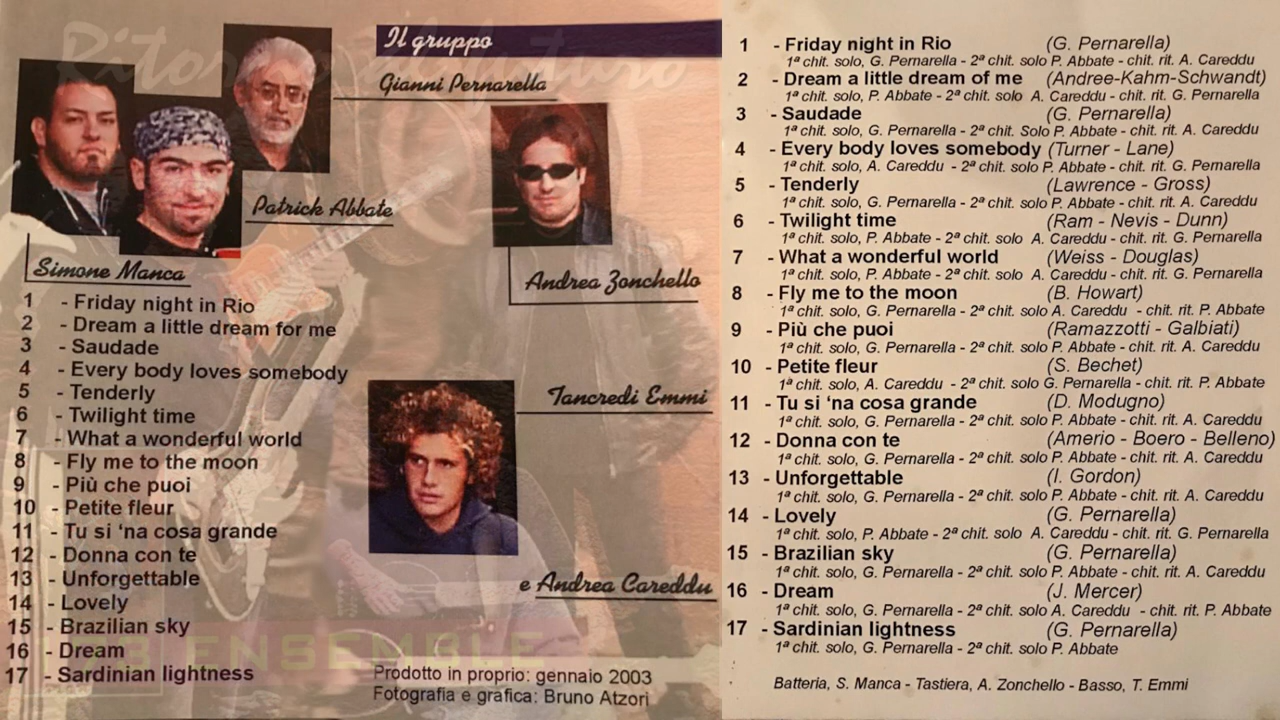 Ritorno al futuro
Il gruppo
Gianni Pernarella
Patrick Abbate
Simone Manca
Andrea Zonchello
1 - Friday night in Rio
2 - Dream a little dream for me
3 - Saudade
4 - Every body loves somebody
5 - Tenderly
6 - Twilight time
7 - What a wonderful world
8 - Fly me to the moon
9 - Più che puoi
10 - Petite fleur
11 - Tu si ‘na cosa grande
12 - Donna con te
13 - Unforgettable
14 - Lovely
15 - Brazilian sky
16 - Dream
17 - Sardinian lightness
Tancredi Emmi
e Andrea Careddu
ENSEMBLE
Prodotto in proprio: gennaio 2003
Fotografia e grafica: Bruno Atzori
1 - Friday night in Rio (G. Pernarella)
1ª chit. solo, G. Pernarella - 2ª chit. solo P. Abbate - chit. rit. A. Careddu
2 - Dream a little dream of me (Andree-Kahm-Schwandt)
1ª chit. solo, P. Abbate - 2ª chit. solo A. Careddu - chit. rit. G. Pernarella
3 - Saudade (G. Pernarella)
1ª chit. solo, G. Pernarella - 2ª chit. Solo P. Abbate - chit. rit. A. Careddu
4 - Every body loves somebody (Turner - Lane)
1ª chit. solo, A. Careddu - 2ª chit. solo P. Abbate - chit. rit. G. Pernarella
5 - Tenderly (Lawrence - Gross)
1ª chit. solo, G. Pernarella - 2ª chit. solo P. Abbate - chit. rit. A. Careddu
6 - Twilight time (Ram - Nevis - Dunn)
1ª chit. solo, P. Abbate - 2ª chit. solo A. Careddu - chit. rit. G. Pernarella
7 - What a wonderful world (Weiss - Douglas)
1ª chit. solo, P. Abbate - 2ª chit. solo A. Careddu - chit. rit. G. Pernarella
8 - Fly me to the moon (B. Howart)
1ª chit. solo, G. Pernarella - 2ª chit. solo A. Careddu - chit. rit. P. Abbate
9 - Più che puoi (Ramazzotti - Galbiati)
1ª chit. solo, G. Pernarella - 2ª chit. solo P. Abbate - chit. rit. A. Careddu
10 - Petite fleur (S. Bechet)
1ª chit. solo, A. Careddu - 2ª chit. solo G. Pernarella - chit. rit. P. Abbate
11 - Tu si ‘na cosa grande (D. Modugno)
1ª chit. solo, G. Pernarella - 2ª chit. solo P. Abbate - chit. rit. A. Careddu
12 - Donna con te (Amerio - Boero - Belleno)
1ª chit. solo, G. Pernarella - 2ª chit. solo P. Abbate - chit. rit. A. Careddu
13 - Unforgettable (I. Gordon)
1ª chit. solo, G. Pernarella - 2ª chit. solo P. Abbate - chit. rit. A. Careddu
14 - Lovely (G. Pernarella)
1ª chit. solo, P. Abbate - 2ª chit. solo A. Careddu - chit. rit. G. Pernarella
15 - Brazilian sky (G. Pernarella)
1ª chit. solo, G. Pernarella - 2ª chit. solo P. Abbate - chit. rit. A. Careddu
16 - Dream (J. Mercer)
1ª chit. solo, G. Pernarella - 2ª chit. solo A. Careddu - chit. rit. P. Abbate
17 - Sardinian lightness (G. Pernarella)
1ª chit. solo, G. Pernarella - 2ª chit. solo P. Abbate
Batteria, S. Manca - Tastiera, A. Zonchello - Basso, T. Emmi